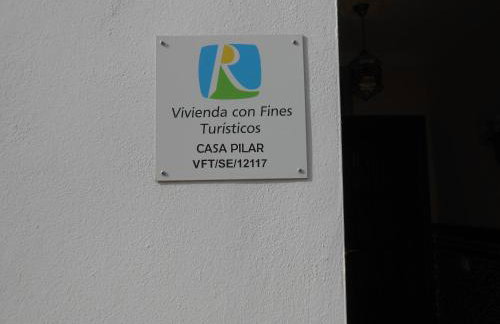 R
Vivienda con Fines
Turísticos
CASA PILAR
VFT/SE/12117